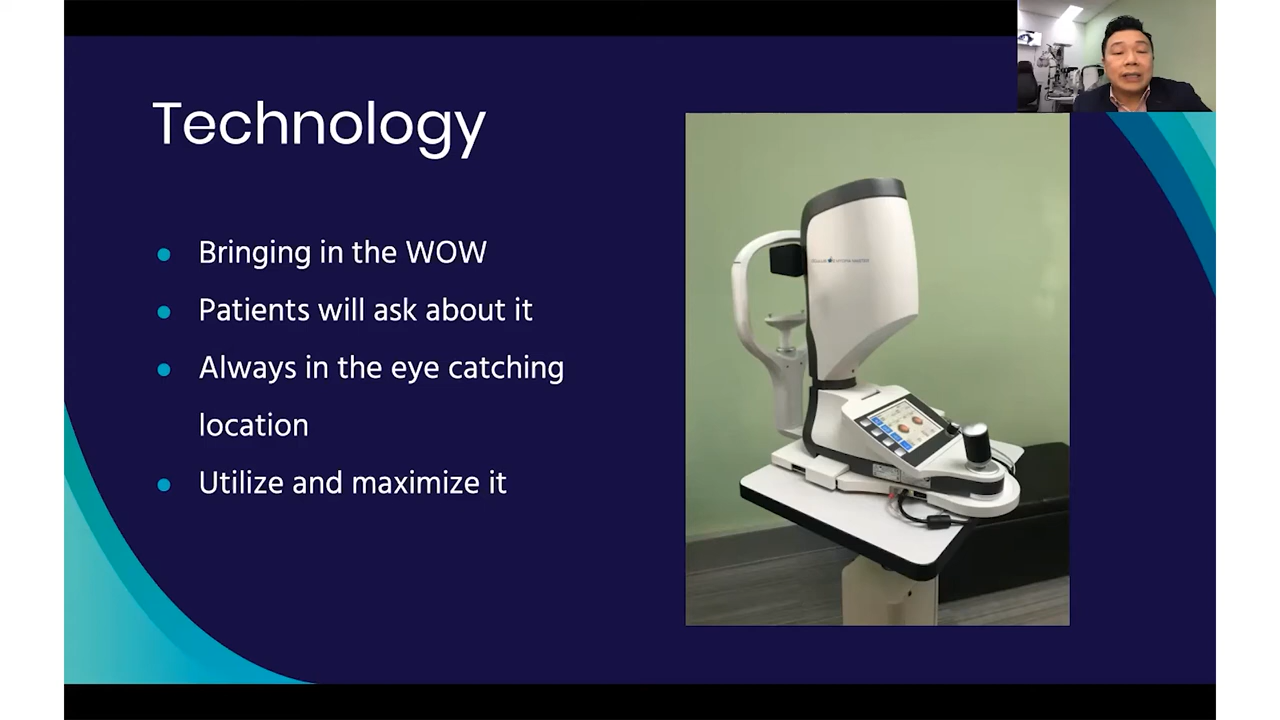 Technology
Bringing in the WOW
Patients will ask about it
Always in the eye catching
location
Utilize and maximize it